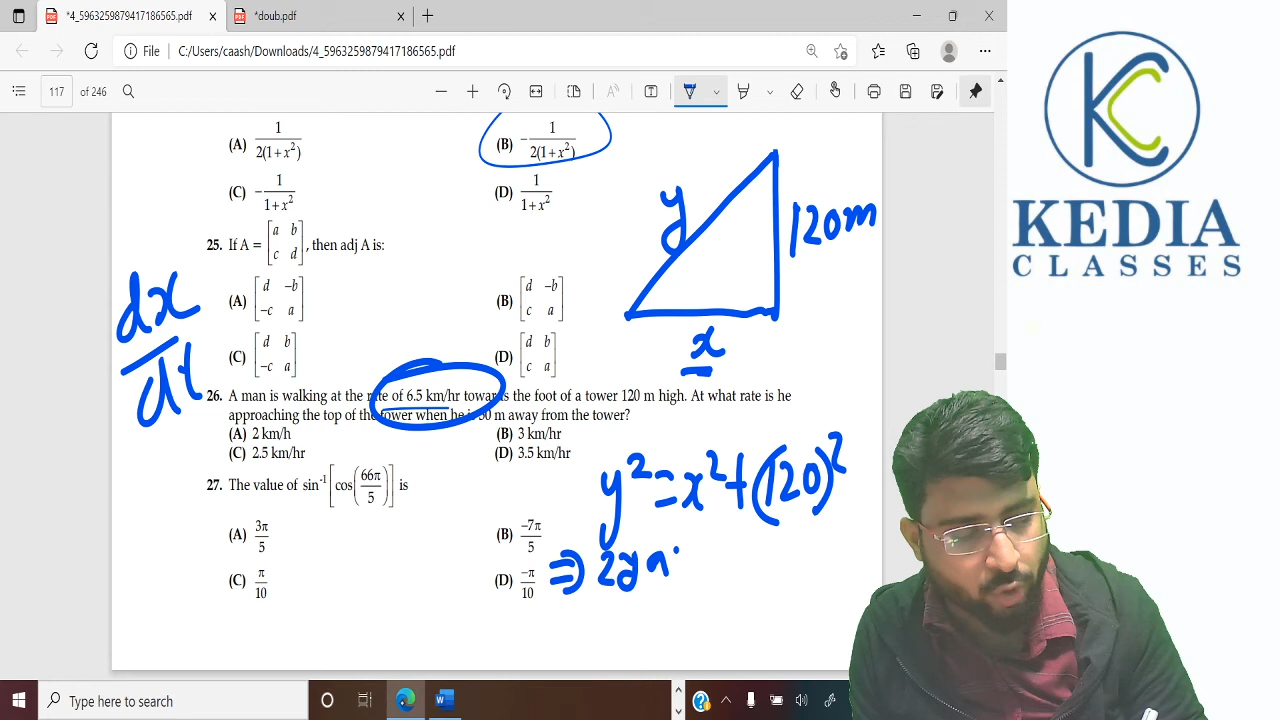 *4_5963259879417186565.pdf
*doub.pdf
File
C:/Users/caash/Downloads/4_5963259879417186565.pdf
117 of 246
(A) 1/2(1+x²)
(B) −1/2(1+x²)
(C) −1/1+x²
(D) 1/1+x²
25. If A = [a b c d], then adj A is:
(A) [d −b −c a]
(B) [d −b c a]
(C) [d b −c a]
(D) [d b c a]
y
120m
x
dx/dt
26. A man is walking at the rate of 6.5 km/hr towards the foot of a tower 120 m high. At what rate is he
approaching the top of the tower when he is 50 m away from the tower?
(A) 2 km/h
(B) 3 km/hr
(C) 2.5 km/hr
(D) 3.5 km/hr
y² = x² + (120)²
27. The value of sin⁻¹[cos(66π/5)] is
(A) 3π/5
(B) −7π/5
(C) π/10
(D) −π/10
⇒ 2y
KC
KEDIA
CLASSES
Type here to search